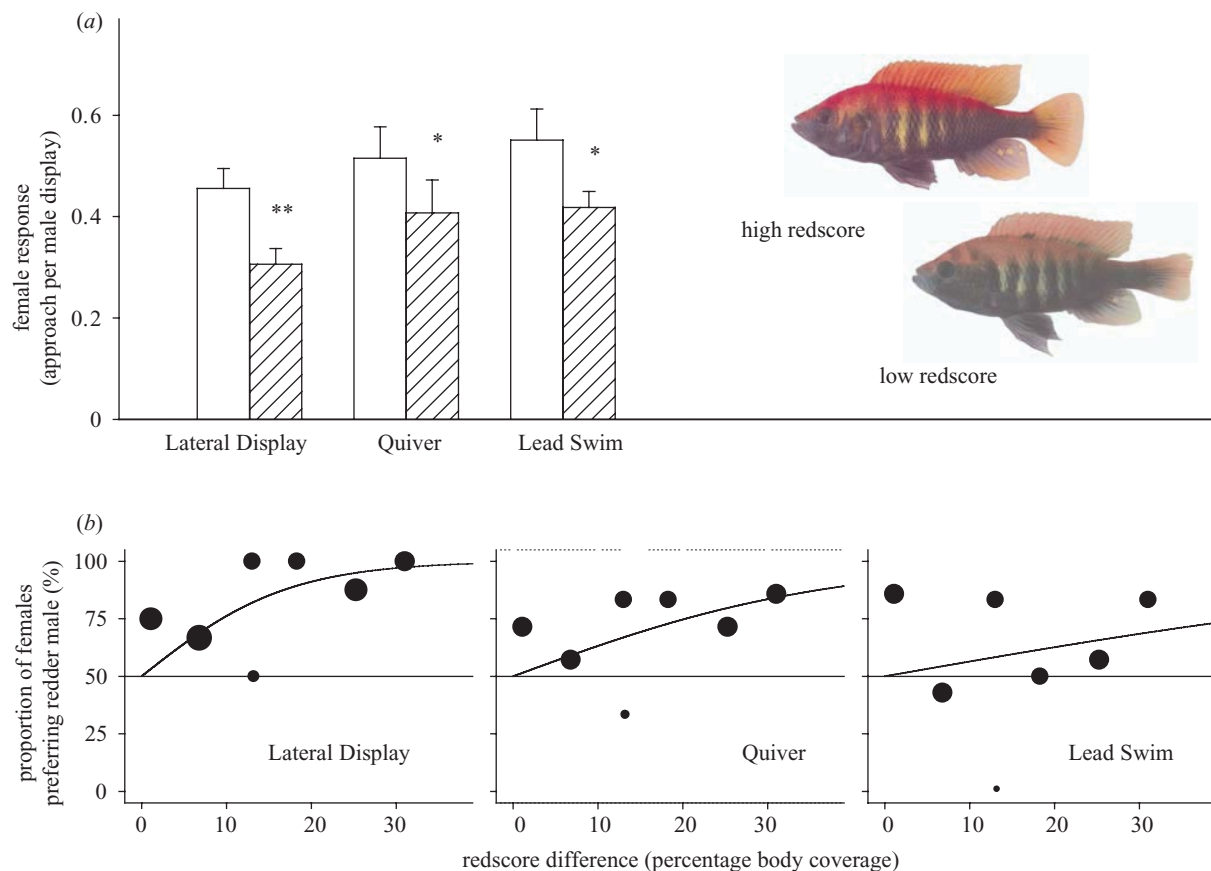 (a)
0.6
0.4
0.2
0
female response
(approach per male display)
**
*
*
Lateral Display Quiver Lead Swim
high redscore
low redscore
(b)
100
75
50
25
0
proportion of females
preferring redder male (%)
Lateral Display Quiver Lead Swim
0 10 20 30 0 10 20 30 0 10 20 30
redscore difference (percentage body coverage)